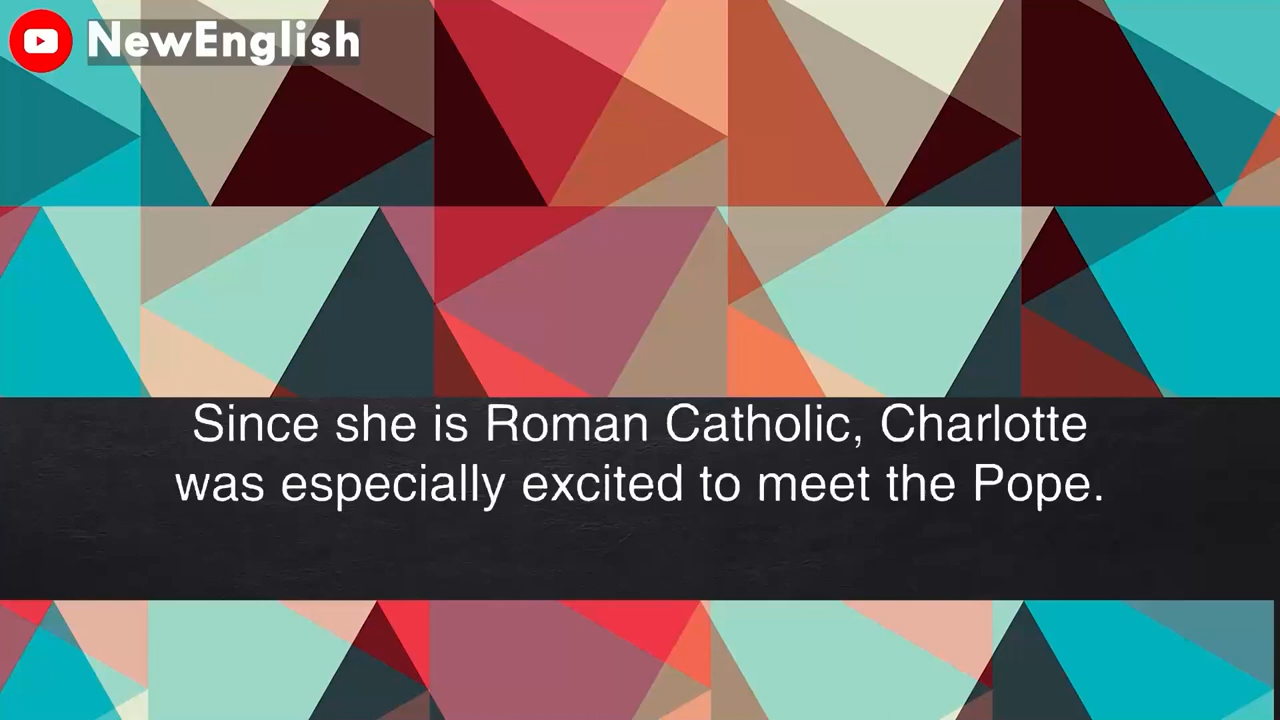 NewEnglish
Since she is Roman Catholic, Charlotte
was especially excited to meet the Pope.